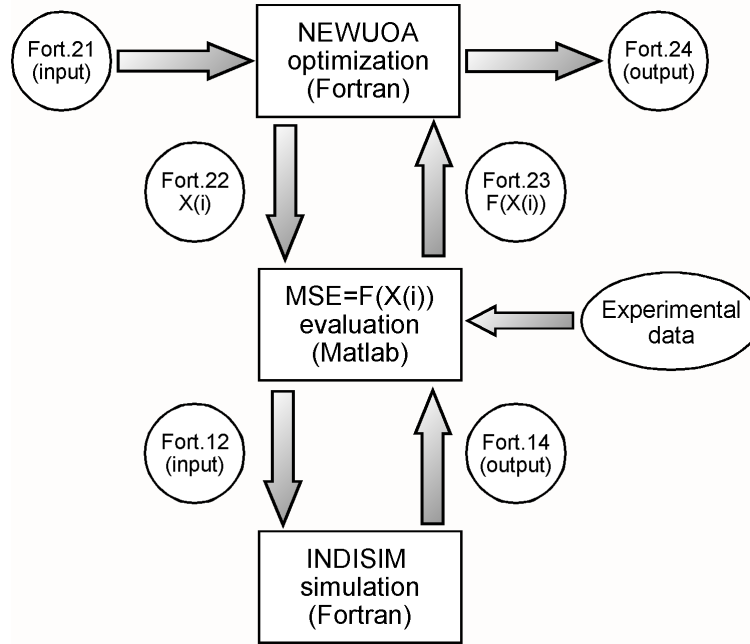 Fort.21
(input)
NEWUOA
optimization
(Fortran)
Fort.24
(output)
Fort.22
X(i)
Fort.23
F(X(i))
MSE=F(X(i))
evaluation
(Matlab)
Experimental
data
Fort.12
(input)
Fort.14
(output)
INDISIM
simulation
(Fortran)